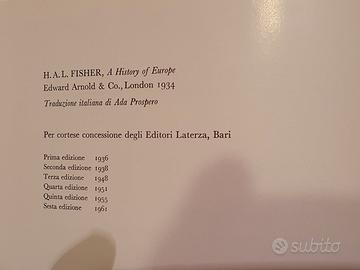 H. A. L. FISHER, A History of Europe
Edward Arnold & Co., London 1934
Traduzione italiana di Ada Prospero
Per cortese concessione degli Editori Laterza, Bari
Prima edizione 1936
Seconda edizione 1938
Terza edizione 1948
Quarta edizione 1951
Quinta edizione 1955
Sesta edizione 1961
subito